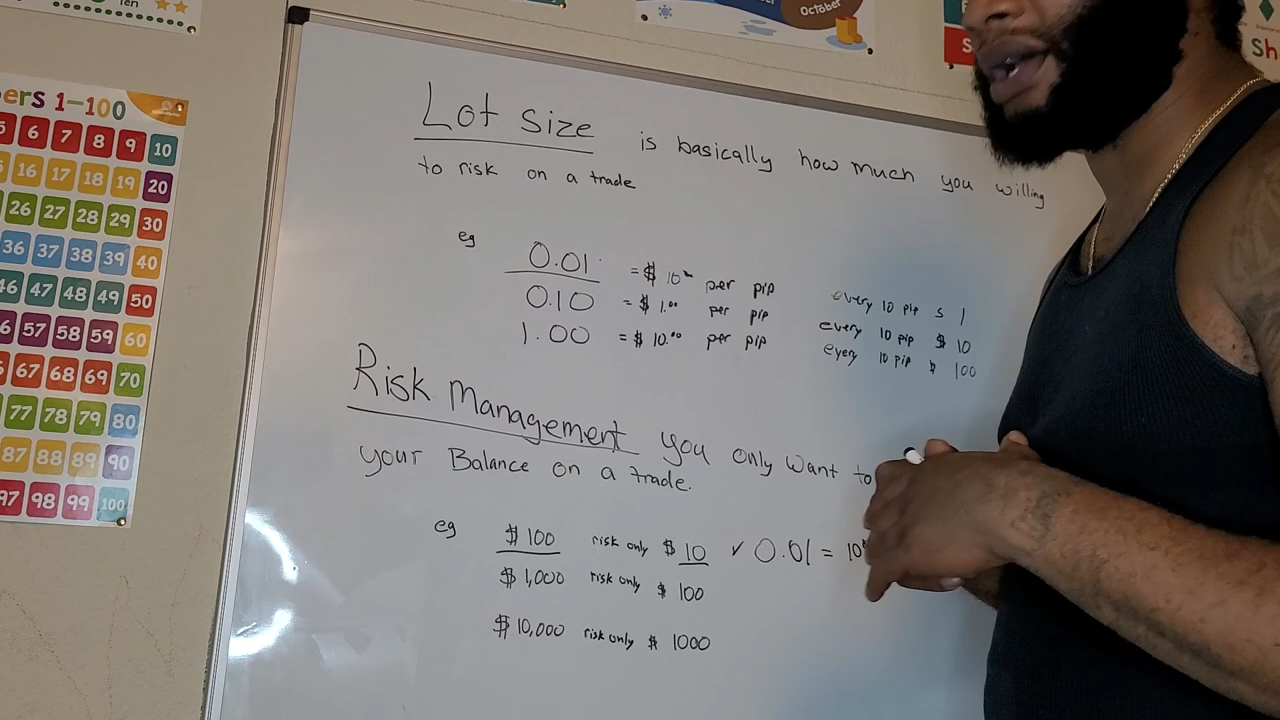 Ten
October
S
Sh
ers 1-100
5 6 7 8 9 10
16 17 18 19 20
26 27 28 29 30
36 37 38 39 40
46 47 48 49 50
6 57 58 59 60
67 68 69 70
77 78 79 80
87 88 89 90
97 98 99 100
Lot Size is basically how much you willing
to risk on a trade
eg
0.01 = $ 10 per pip every 10 pip $ 1
0.10 = $ 1.00 per pip every 10 pip $ 10
1.00 = $ 10.00 per pip every 10 pip $ 100
Risk Management you only want to
your Balance on a trade.
eg $ 100 risk only $ 10 ✓ 0.01 = 10
$ 1,000 risk only $ 100
$ 10,000 risk only $ 1000